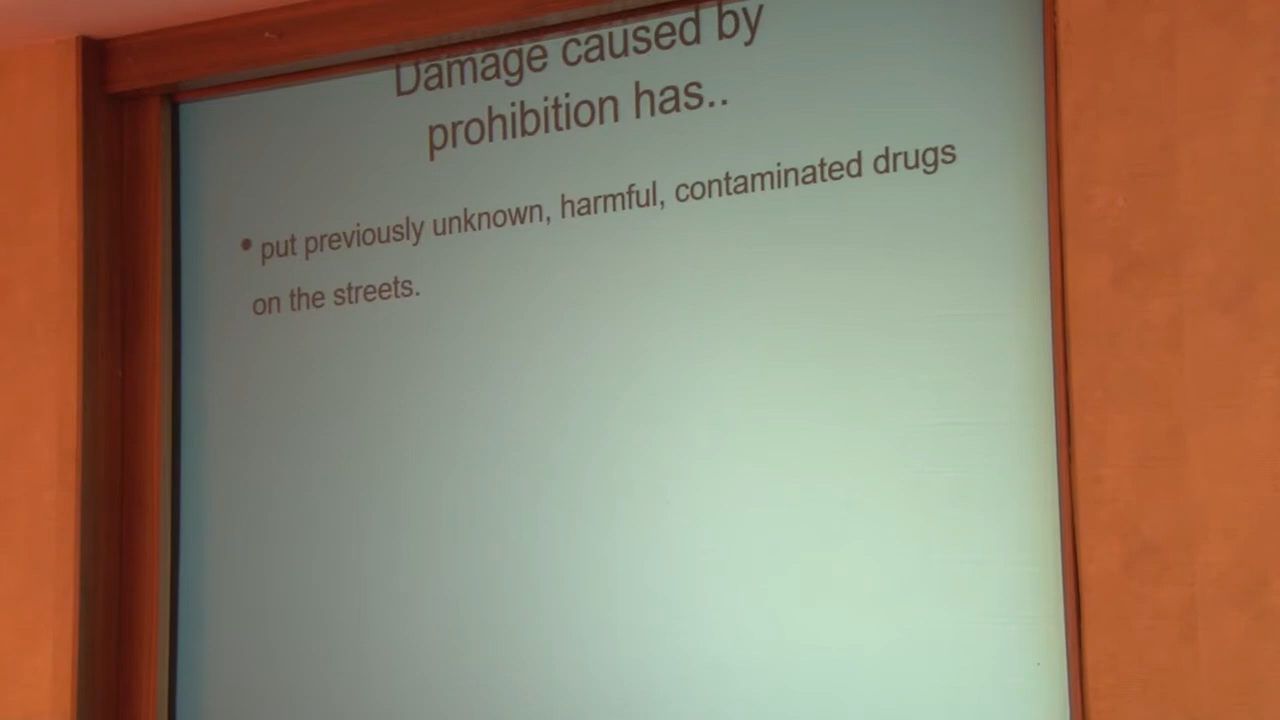 Damage caused by
prohibition has..
• put previously unknown, harmful, contaminated drugs
on the streets.